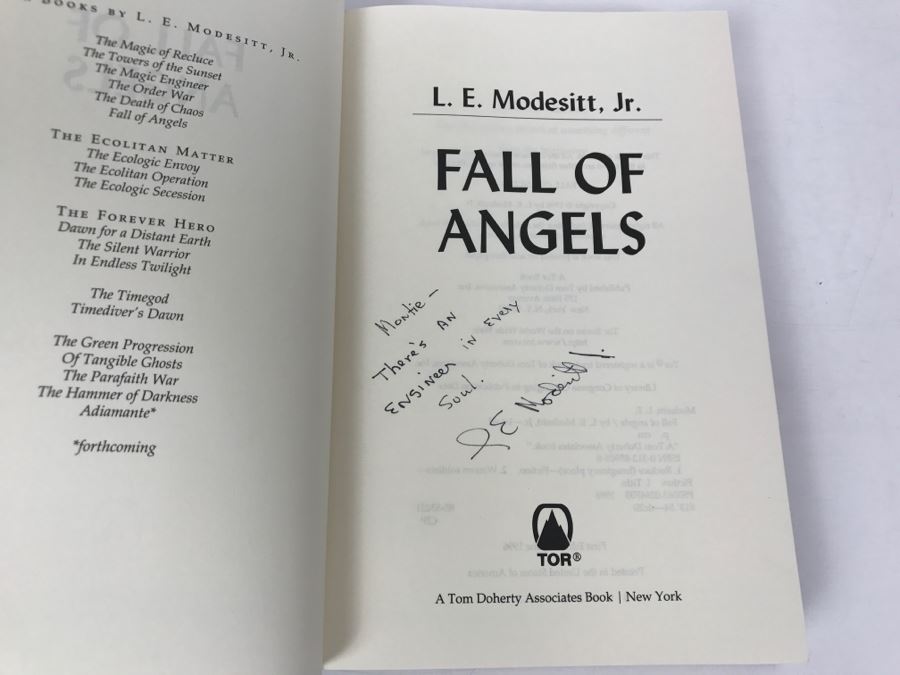 BOOKS BY L. E. MODESITT, JR.
The Magic of Recluce
The Towers of the Sunset
The Magic Engineer
The Order War
The Death of Chaos
Fall of Angels
THE ECOLITAN MATTER
The Ecologic Envoy
The Ecolitan Operation
The Ecologic Secession
THE FOREVER HERO
Dawn for a Distant Earth
The Silent Warrior
In Endless Twilight
The Timegod
Timediver's Dawn
The Green Progression
Of Tangible Ghosts
The Parafaith War
The Hammer of Darkness
Adiamante*
*forthcoming
L. E. Modesitt, Jr.
FALL OF
ANGELS
Montie —
There's AN
ENgiNEER iN EVERY
Soul.
LE Modesitt Jr.
TOR®
A Tom Doherty Associates Book | New York